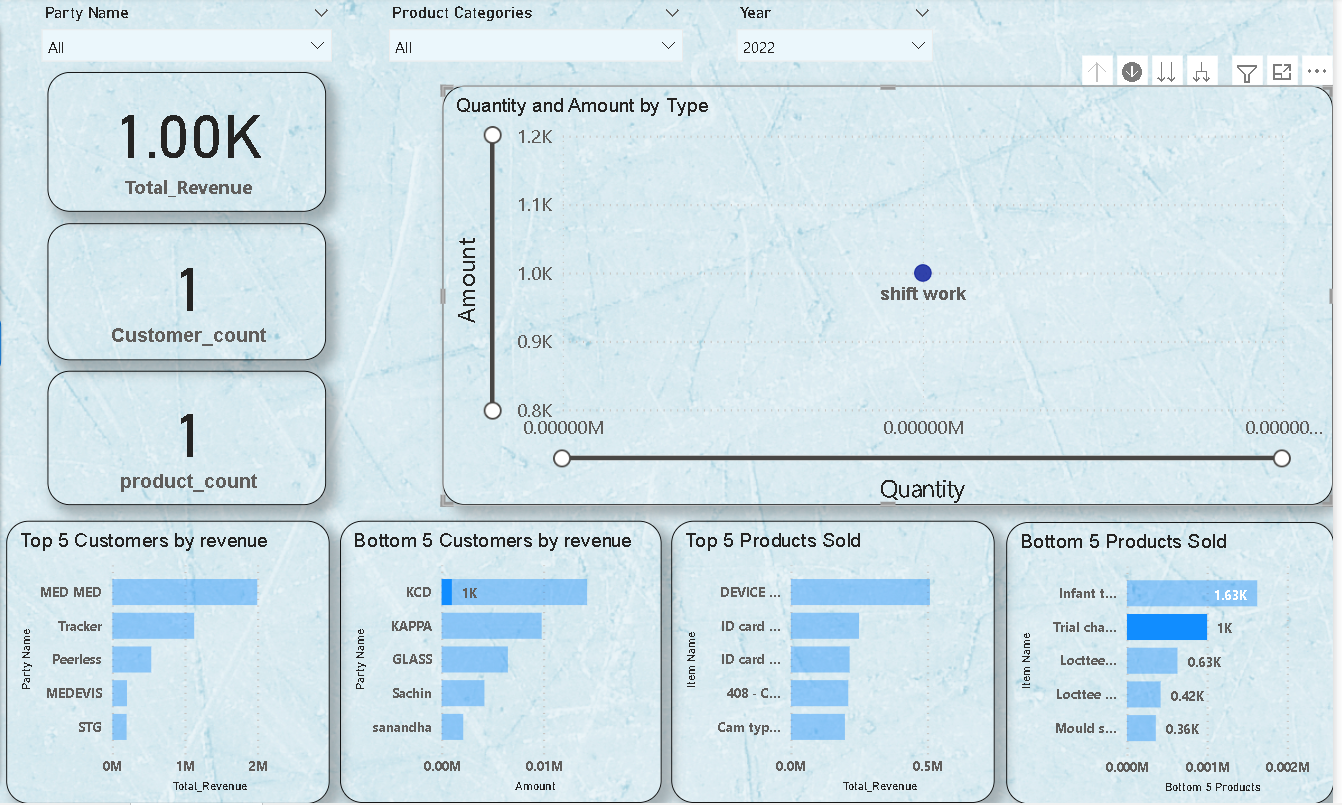 Party Name
Product Categories
Year
All
All
2022
1.00K
Total_Revenue
1
Customer_count
1
product_count
Quantity and Amount by Type
Amount
1.2K
1.1K
1.0K
0.9K
0.8K
shift work
0.00000M
0.00000M
0.00000...
Quantity
Top 5 Customers by revenue
Party Name
MED MED
Tracker
Peerless
MEDEVIS
STG
0M 1M 2M
Total_Revenue
Bottom 5 Customers by revenue
Party Name
KCD 1K
KAPPA
GLASS
Sachin
sanandha
0.00M 0.01M
Amount
Top 5 Products Sold
Item Name
DEVICE ...
ID card ...
ID card ...
408 - C...
Cam typ...
0.0M 0.5M
Total_Revenue
Bottom 5 Products Sold
Item Name
Infant t... 1.63K
Trial cha... 1K
Locttee... 0.63K
Locttee ... 0.42K
Mould s... 0.36K
0.000M 0.001M 0.002M
Bottom 5 Products